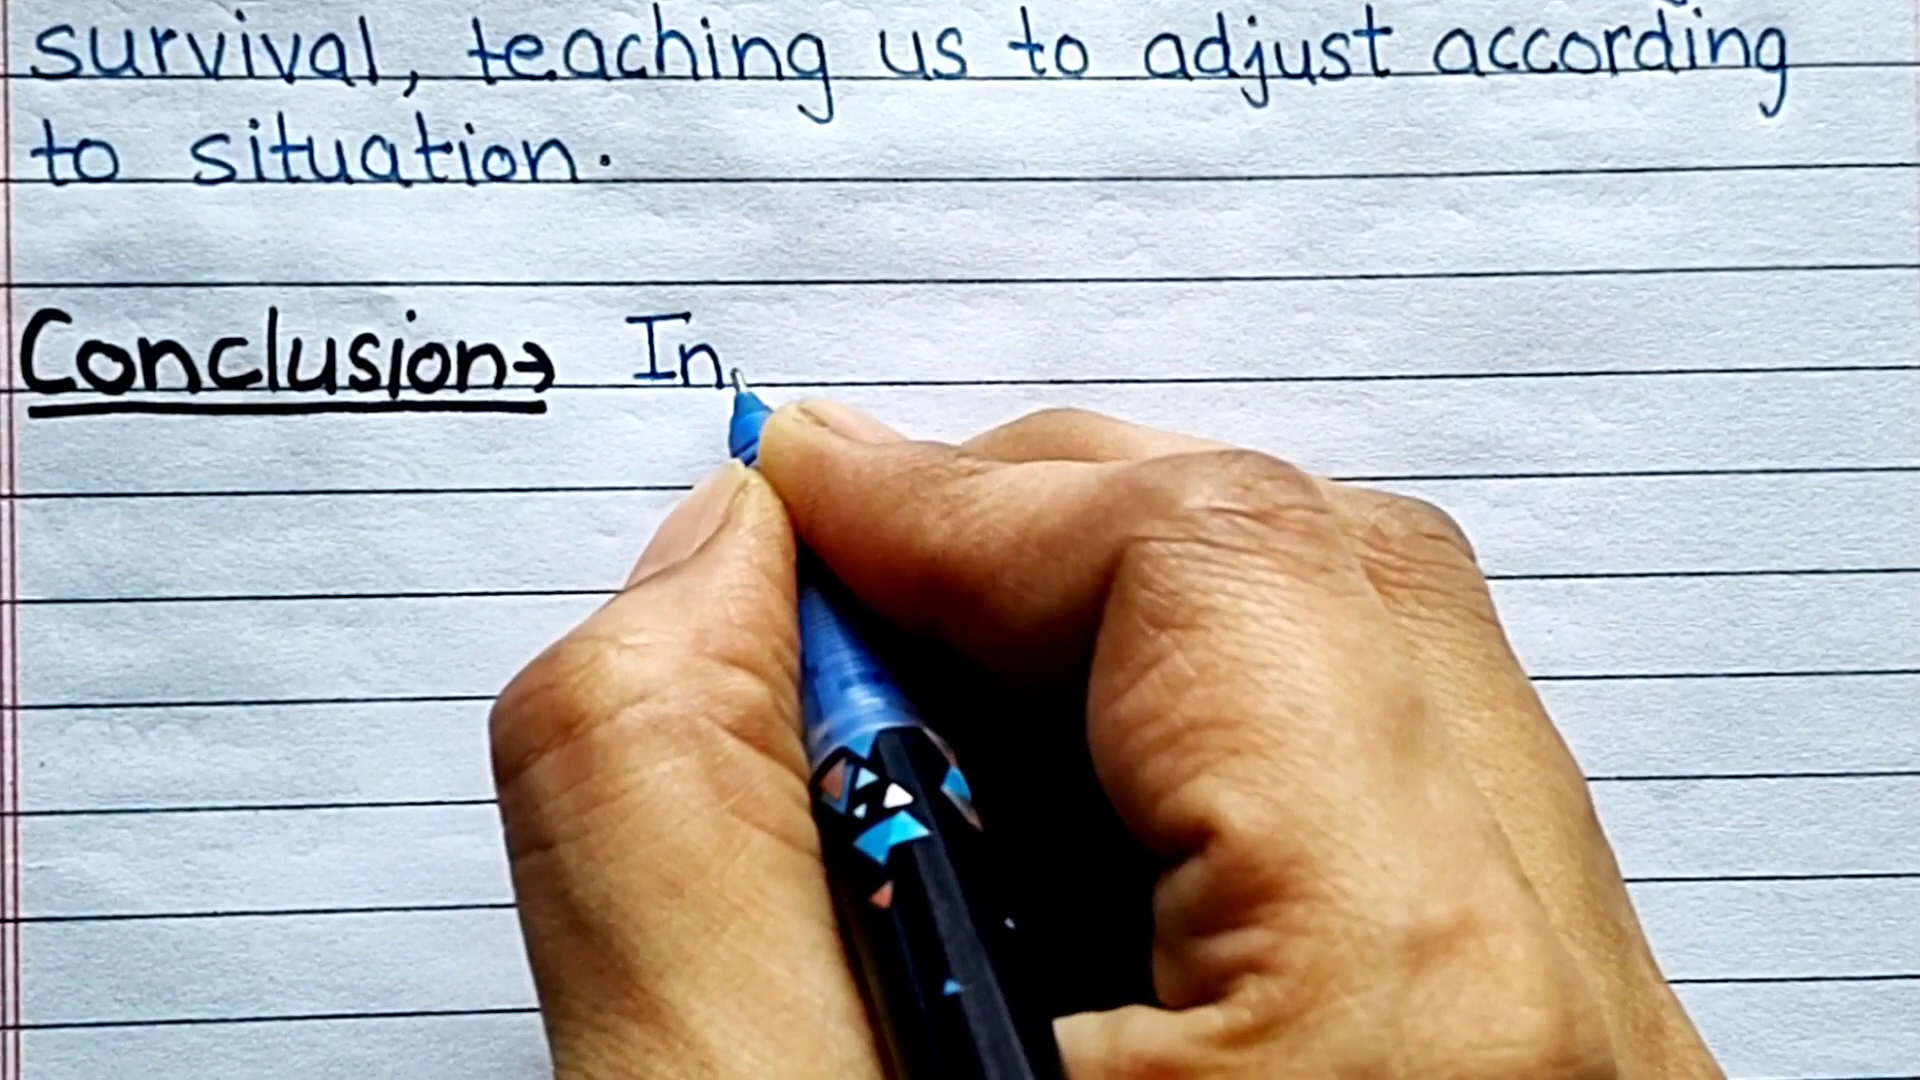 survival, teaching us to adjust according
to situation.
Conclusion→ In